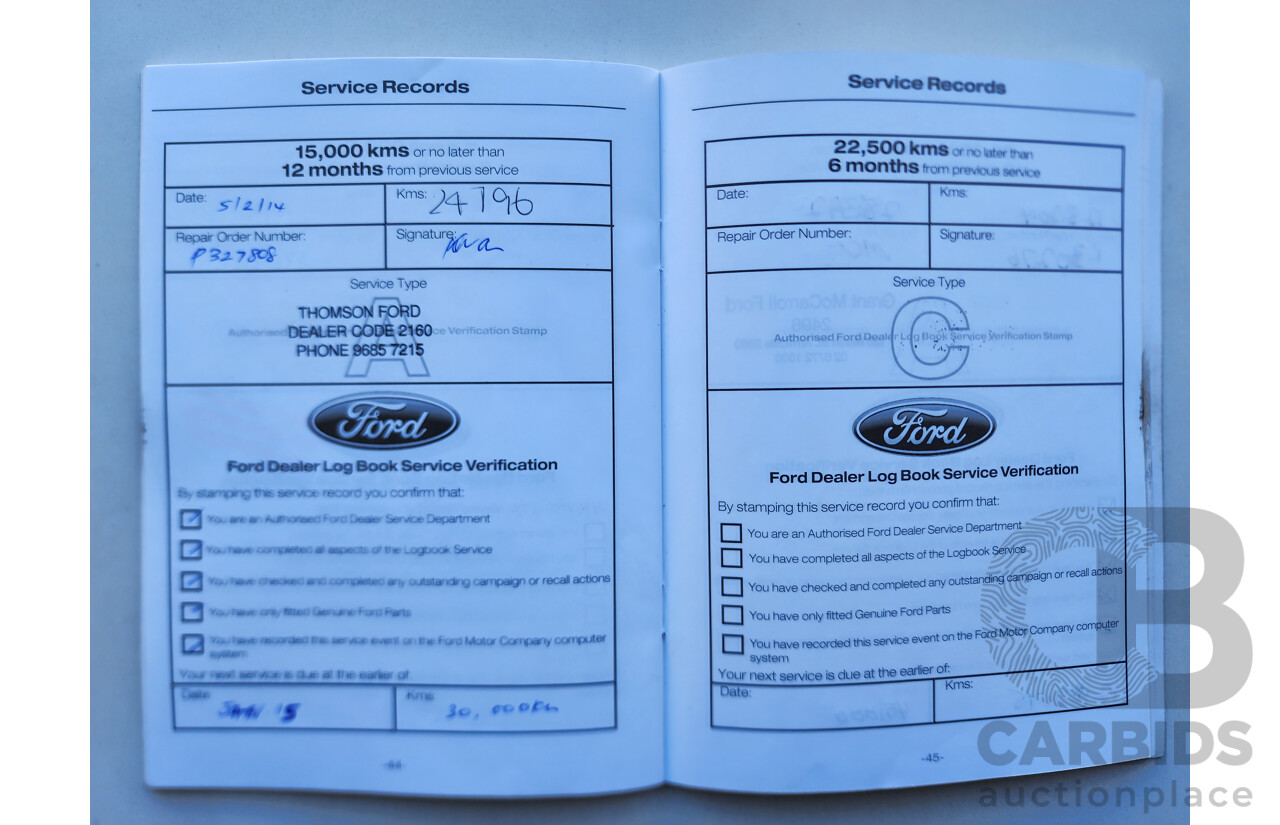 Service Records
15,000 kms or no later than
12 months from previous service
Date: 5/2/14
Kms: 24796
Repair Order Number:
P327808
Signature:
Service Type
A
THOMSON FORD
Authorised DEALER CODE 2160 ce Verification Stamp
PHONE 9685 7215
Ford
Ford Dealer Log Book Service Verification
By stamping this service record you confirm that:
You are an Authorised Ford Dealer Service Department
You have completed all aspects of the Logbook Service
You have checked and completed any outstanding campaign or recall actions
You have only fitted Genuine Ford Parts
You have recorded this service event on the Ford Motor Company computer
system
Your next service is due at the earlier of
Date
JAN 15
Kms
30,000km
-44-
Service Records
22,500 kms or no later than
6 months from previous service
Date:
Kms:
Repair Order Number:
Signature:
Service Type
C
Authorised Ford Dealer Log Book Service Verification Stamp
Ford
Ford Dealer Log Book Service Verification
By stamping this service record you confirm that:
You are an Authorised Ford Dealer Service Department
You have completed all aspects of the Logbook Service
You have checked and completed any outstanding campaign or recall actions
You have only fitted Genuine Ford Parts
You have recorded this service event on the Ford Motor Company computer
system
Your next service is due at the earlier of:
Date:
Kms:
-45-
CB
CARBIDS
auctionplace